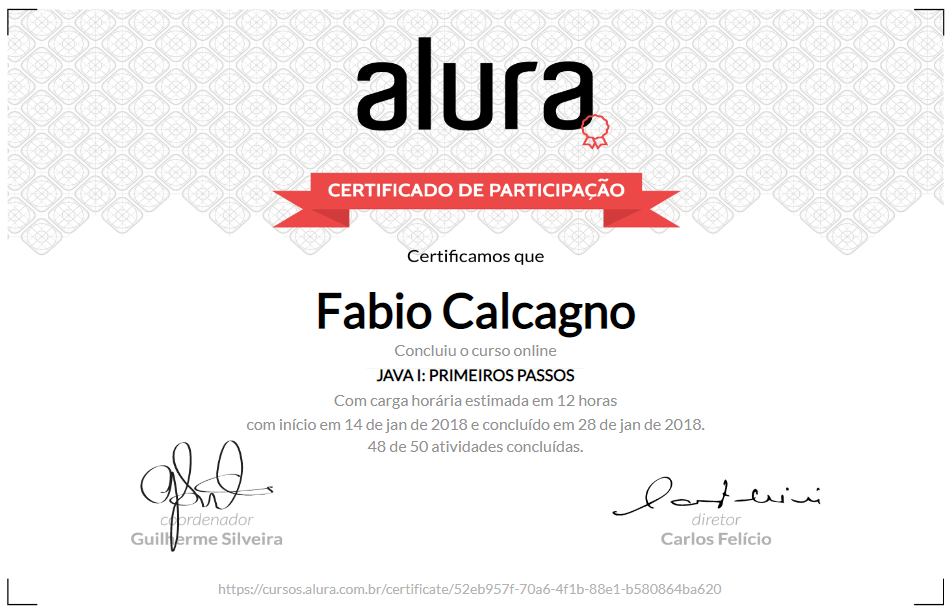 alura
CERTIFICADO DE PARTICIPAÇÃO
Certificamos que
Fabio Calcagno
Concluiu o curso online
JAVA I: PRIMEIROS PASSOS
Com carga horária estimada em 12 horas
com início em 14 de jan de 2018 e concluído em 28 de jan de 2018.
48 de 50 atividades concluídas.
coordenador
Guilherme Silveira
diretor
Carlos Felício
https://cursos.alura.com.br/certificate/52eb957f-70a6-4f1b-88e1-b580864ba620